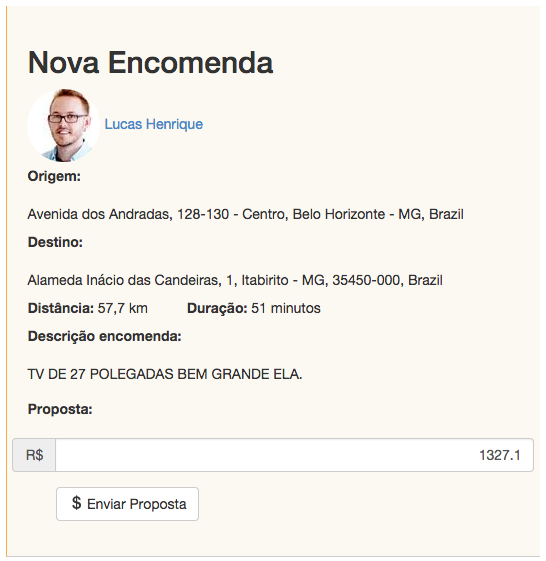 Nova Encomenda
Lucas Henrique
Origem:
Avenida dos Andradas, 128-130 - Centro, Belo Horizonte - MG, Brazil
Destino:
Alameda Inácio das Candeiras, 1, Itabirito - MG, 35450-000, Brazil
Distância: 57,7 km Duração: 51 minutos
Descrição encomenda:
TV DE 27 POLEGADAS BEM GRANDE ELA.
Proposta:
R$ 1327.1
$ Enviar Proposta